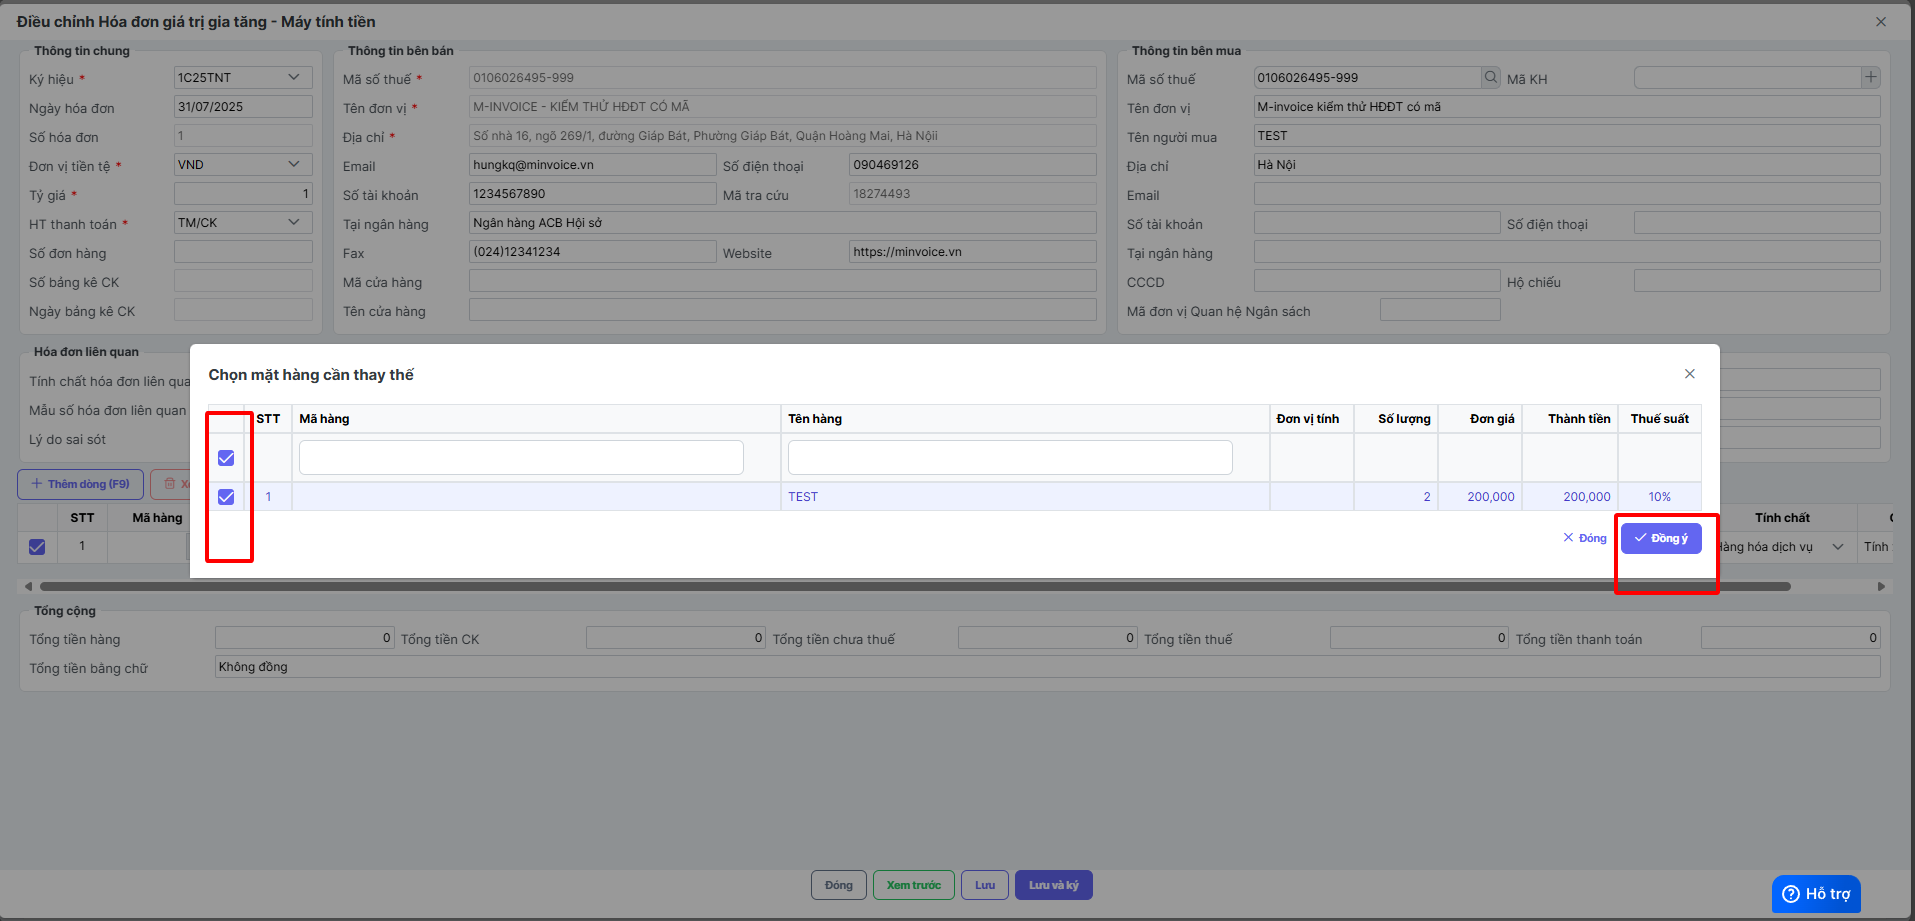 Điều chỉnh Hóa đơn giá trị gia tăng - Máy tính tiền
Thông tin chung
Ký hiệu * 1C25TNT
Ngày hóa đơn 31/07/2025
Số hóa đơn 1
Đơn vị tiền tệ * VND
Tỷ giá * 1
HT thanh toán * TM/CK
Số đơn hàng
Số bảng kê CK
Ngày bảng kê CK
Thông tin bên bán
Mã số thuế * 0106026495-999
Tên đơn vị * M-INVOICE - KIỂM THỬ HĐĐT CÓ MÃ
Địa chỉ * Số nhà 16, ngõ 269/1, đường Giáp Bát, Phường Giáp Bát, Quận Hoàng Mai, Hà Nộii
Email hungkq@minvoice.vn Số điện thoại 090469126
Số tài khoản 1234567890 Mã tra cứu 18274493
Tại ngân hàng Ngân hàng ACB Hội sở
Fax (024)12341234 Website https://minvoice.vn
Mã cửa hàng
Tên cửa hàng
Thông tin bên mua
Mã số thuế 0106026495-999 Mã KH
Tên đơn vị M-invoice kiểm thử HĐĐT có mã
Tên người mua TEST
Địa chỉ Hà Nội
Email
Số tài khoản Số điện thoại
Tại ngân hàng
CCCD Hộ chiếu
Mã đơn vị Quan hệ Ngân sách
Hóa đơn liên quan
Tính chất hóa đơn liên qua
Mẫu số hóa đơn liên quan
Lý do sai sót
Chọn mặt hàng cần thay thế
STT Mã hàng Tên hàng Đơn vị tính Số lượng Đơn giá Thành tiền Thuế suất
1 TEST 2 200,000 200,000 10%
Đóng Đồng ý
Thêm dòng (F9)
STT Mã hàng Tính chất
1 Hàng hóa dịch vụ Tính
Tổng cộng
Tổng tiền hàng 0 Tổng tiền CK 0 Tổng tiền chưa thuế 0 Tổng tiền thuế 0 Tổng tiền thanh toán 0
Tổng tiền bằng chữ Không đồng
Đóng Xem trước Lưu Lưu và ký
Hỗ trợ